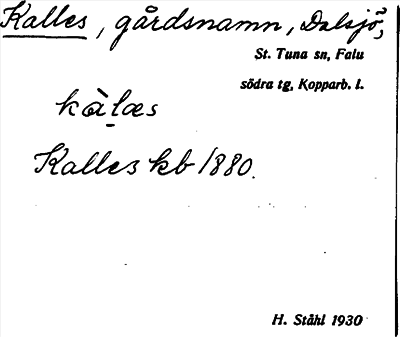 Kalles, gårdsnamn, Dalsjö,
St. Tuna sn, Falu
södra tg, Kopparb. l.
kàlæs
Kalles kb 1880.
H. Ståhl 1930